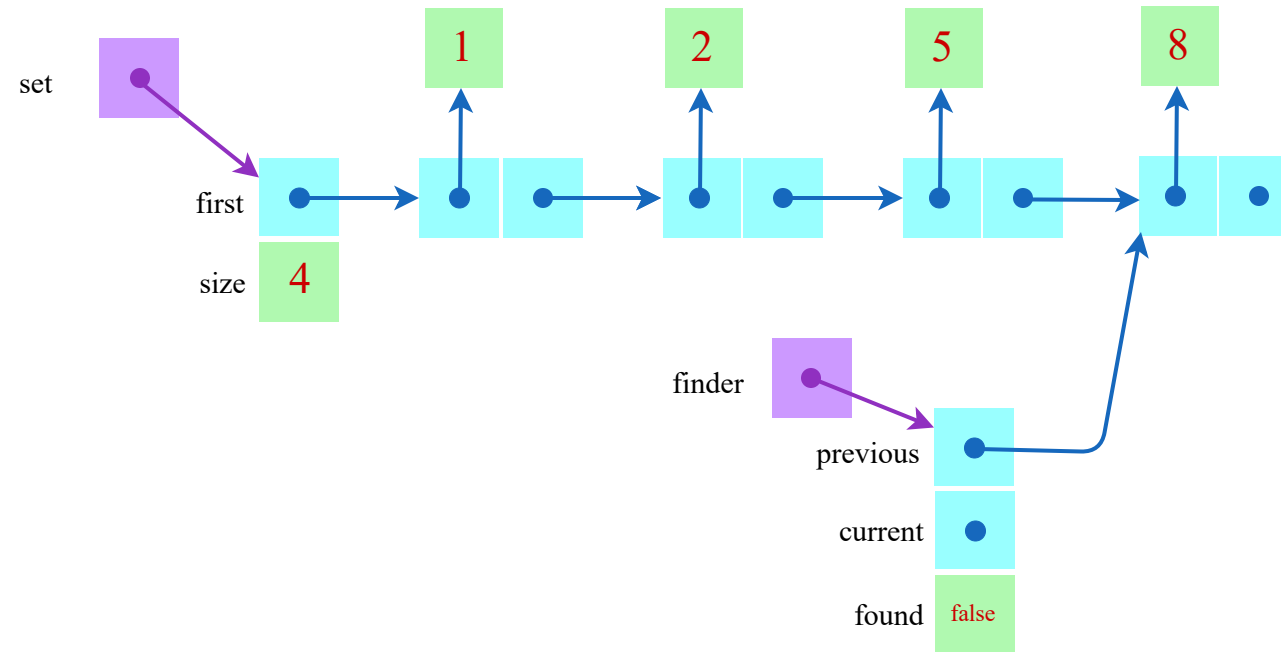 1
2
5
8
set
first
size
4
finder
previous
current
found
false